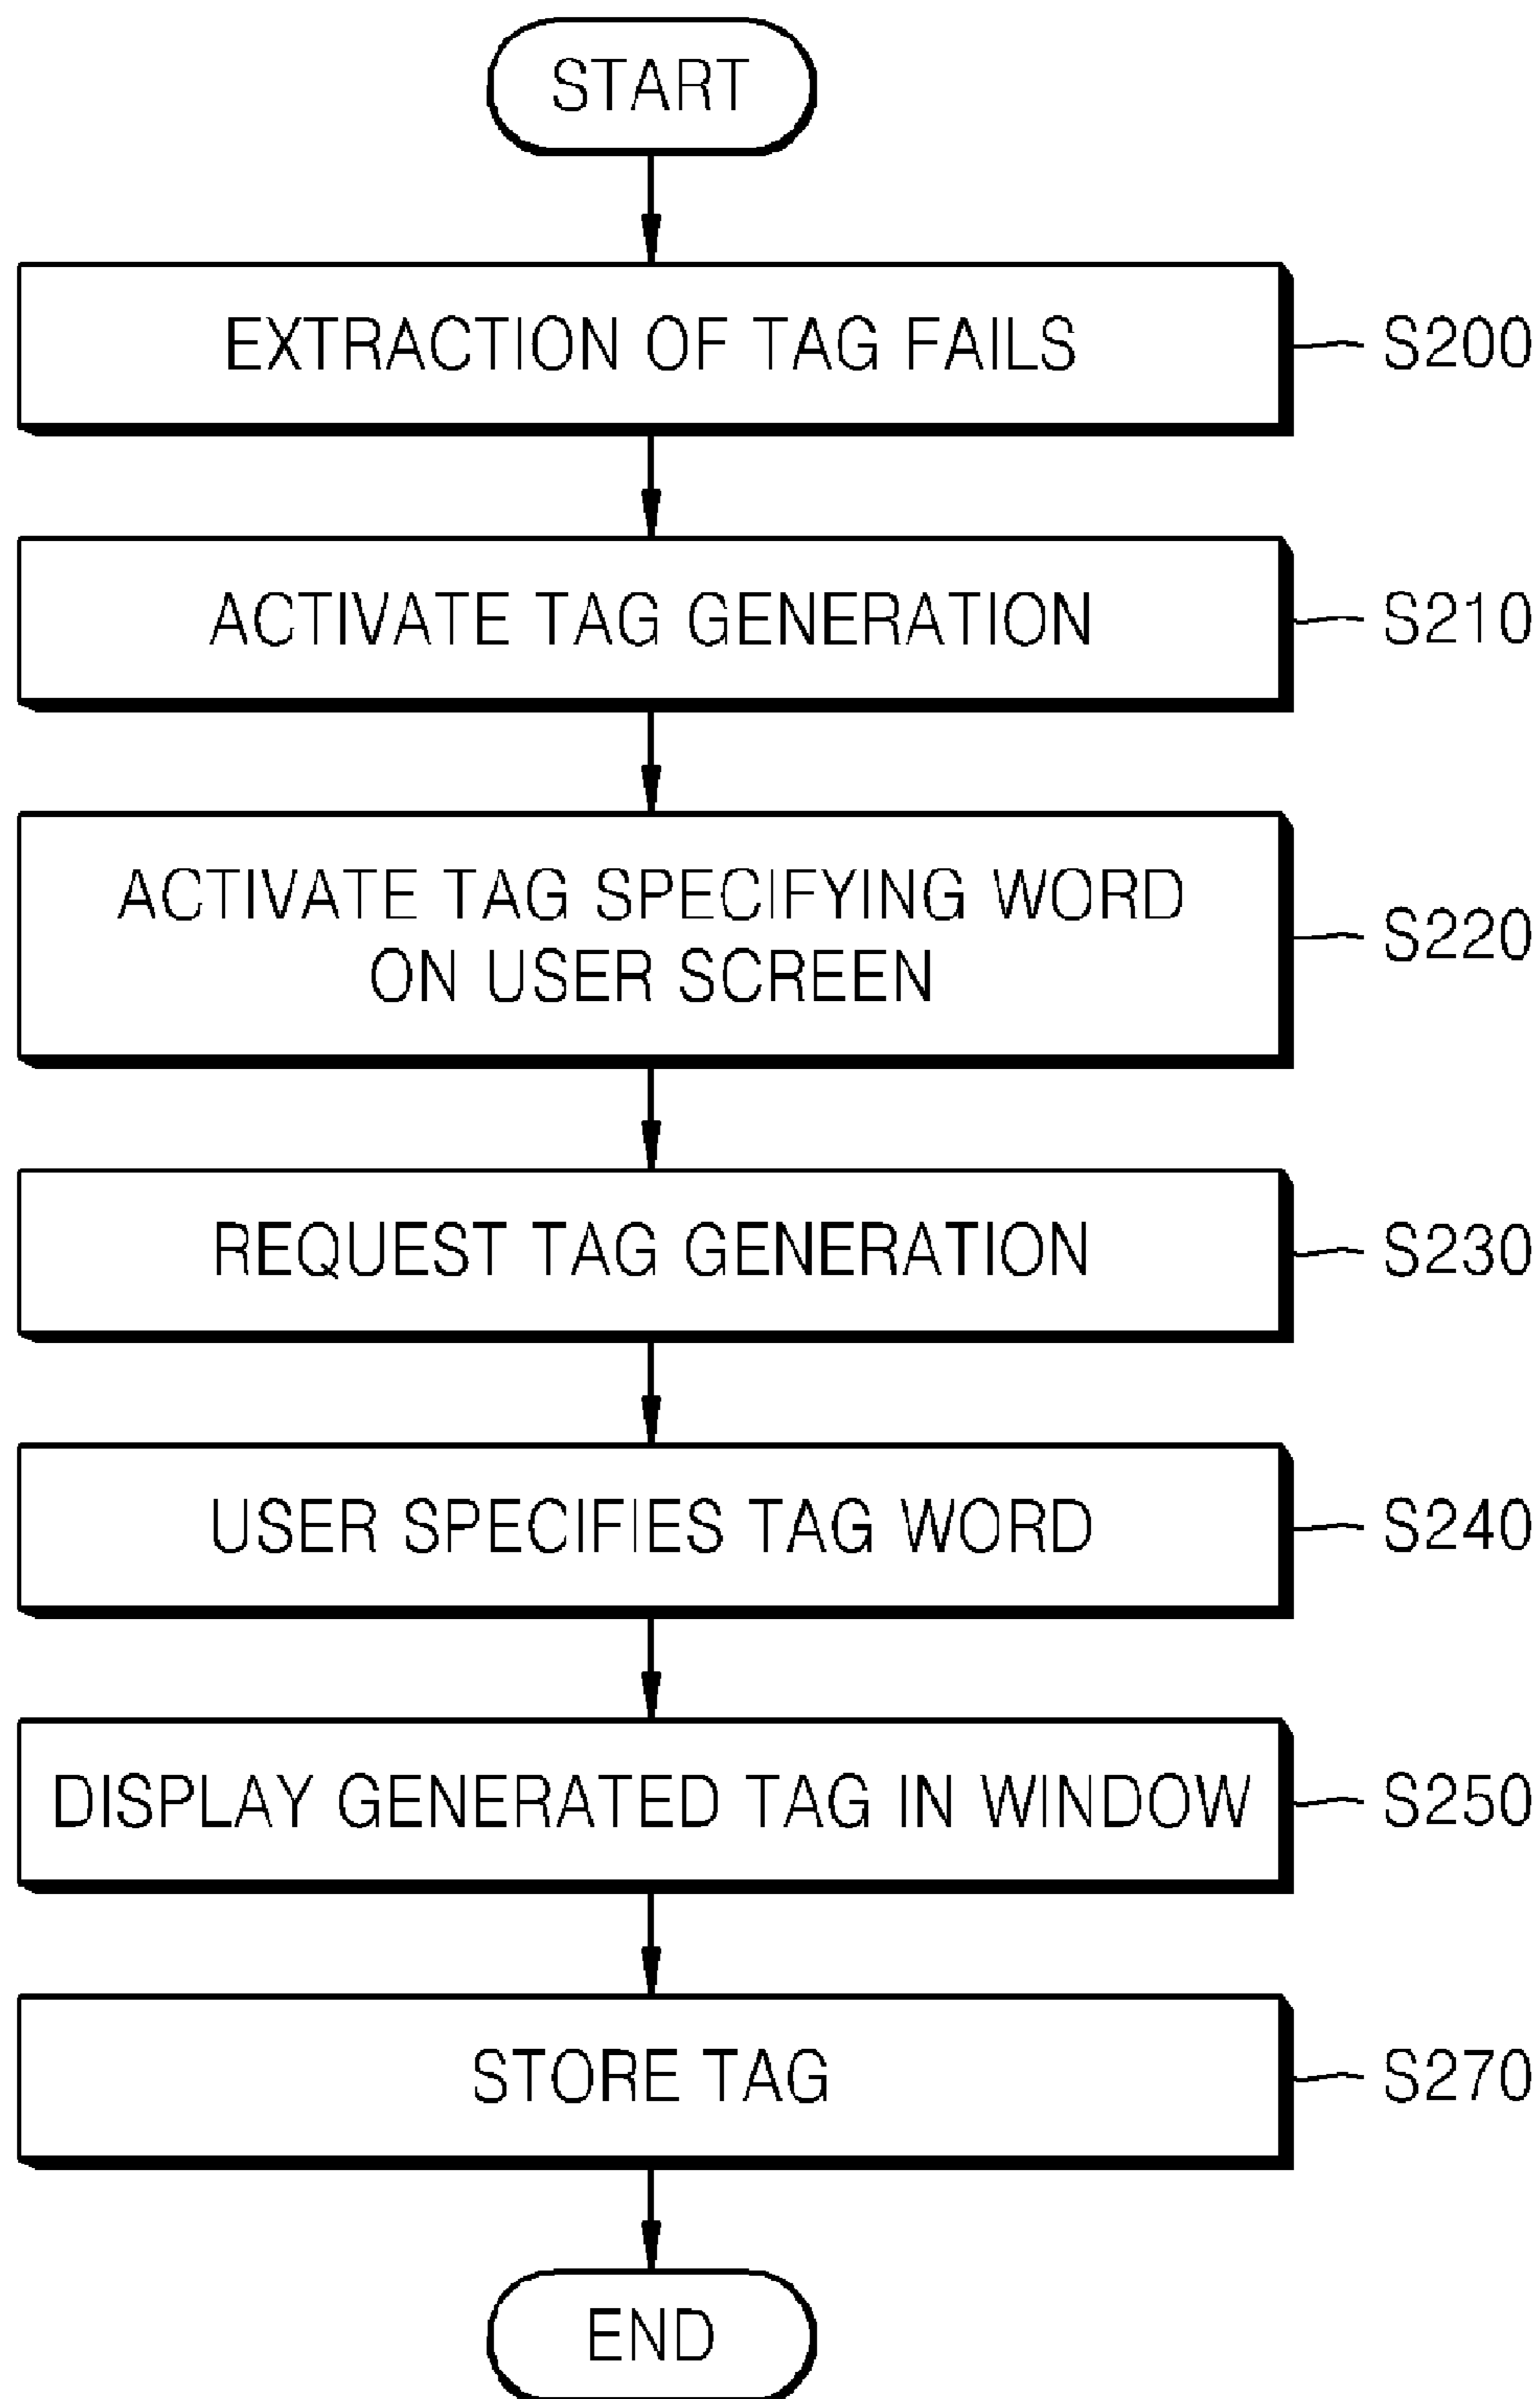 START
EXTRACTION OF TAG FAILS
S200
ACTIVATE TAG GENERATION
S210
ACTIVATE TAG SPECIFYING WORD
ON USER SCREEN
S220
REQUEST TAG GENERATION
S230
USER SPECIFIES TAG WORD
S240
DISPLAY GENERATED TAG IN WINDOW
S250
STORE TAG
S270
END